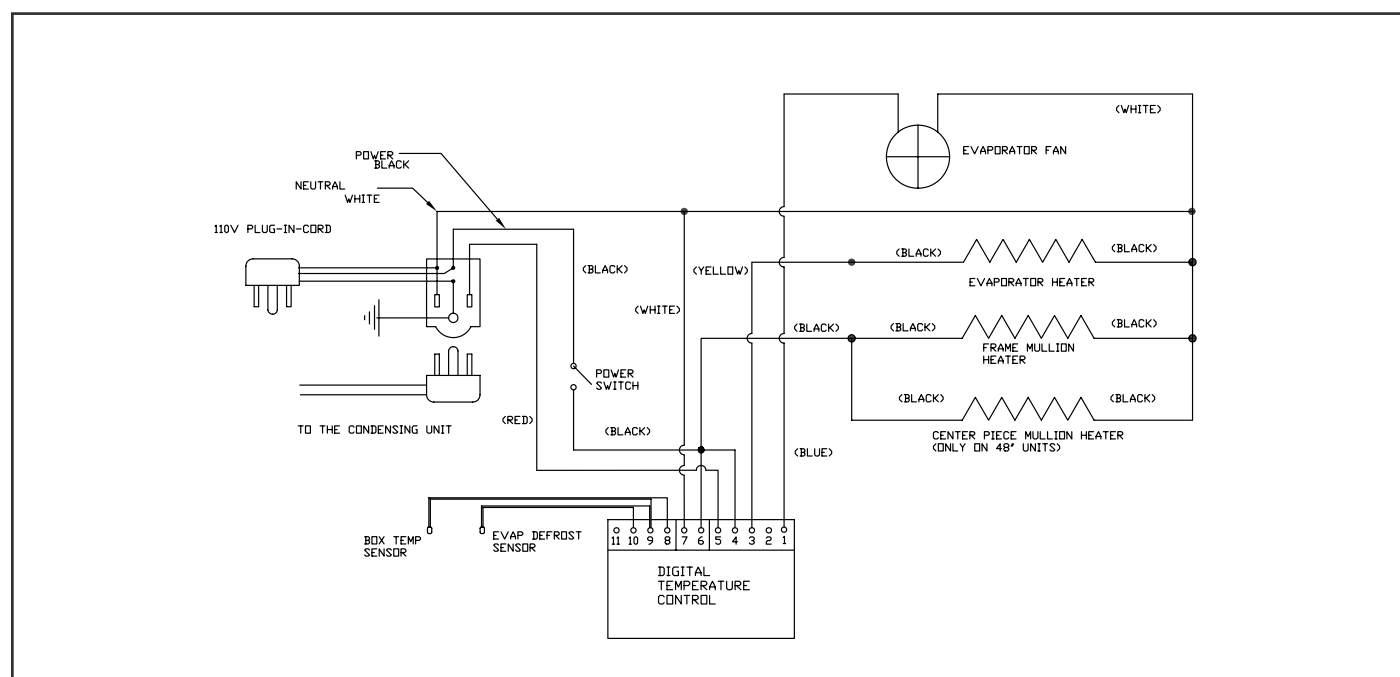 (WHITE)
EVAPORATOR FAN
POWER
BLACK
NEUTRAL
WHITE
110V PLUG-IN-CORD
(BLACK)
(BLACK)
(BLACK)
(YELLOW)
EVAPORATOR HEATER
(WHITE)
(BLACK)
(BLACK)
(BLACK)
FRAME MULLION
HEATER
POWER
SWITCH
(BLACK)
(BLACK)
(RED)
TO THE CONDENSING UNIT
(BLACK)
CENTER PIECE MULLION HEATER
(ONLY ON 48" UNITS)
(BLUE)
BOX TEMP
SENSOR
EVAP DEFROST
SENSOR
11 10 9 8 7 6 5 4 3 2 1
DIGITAL
TEMPERATURE
CONTROL